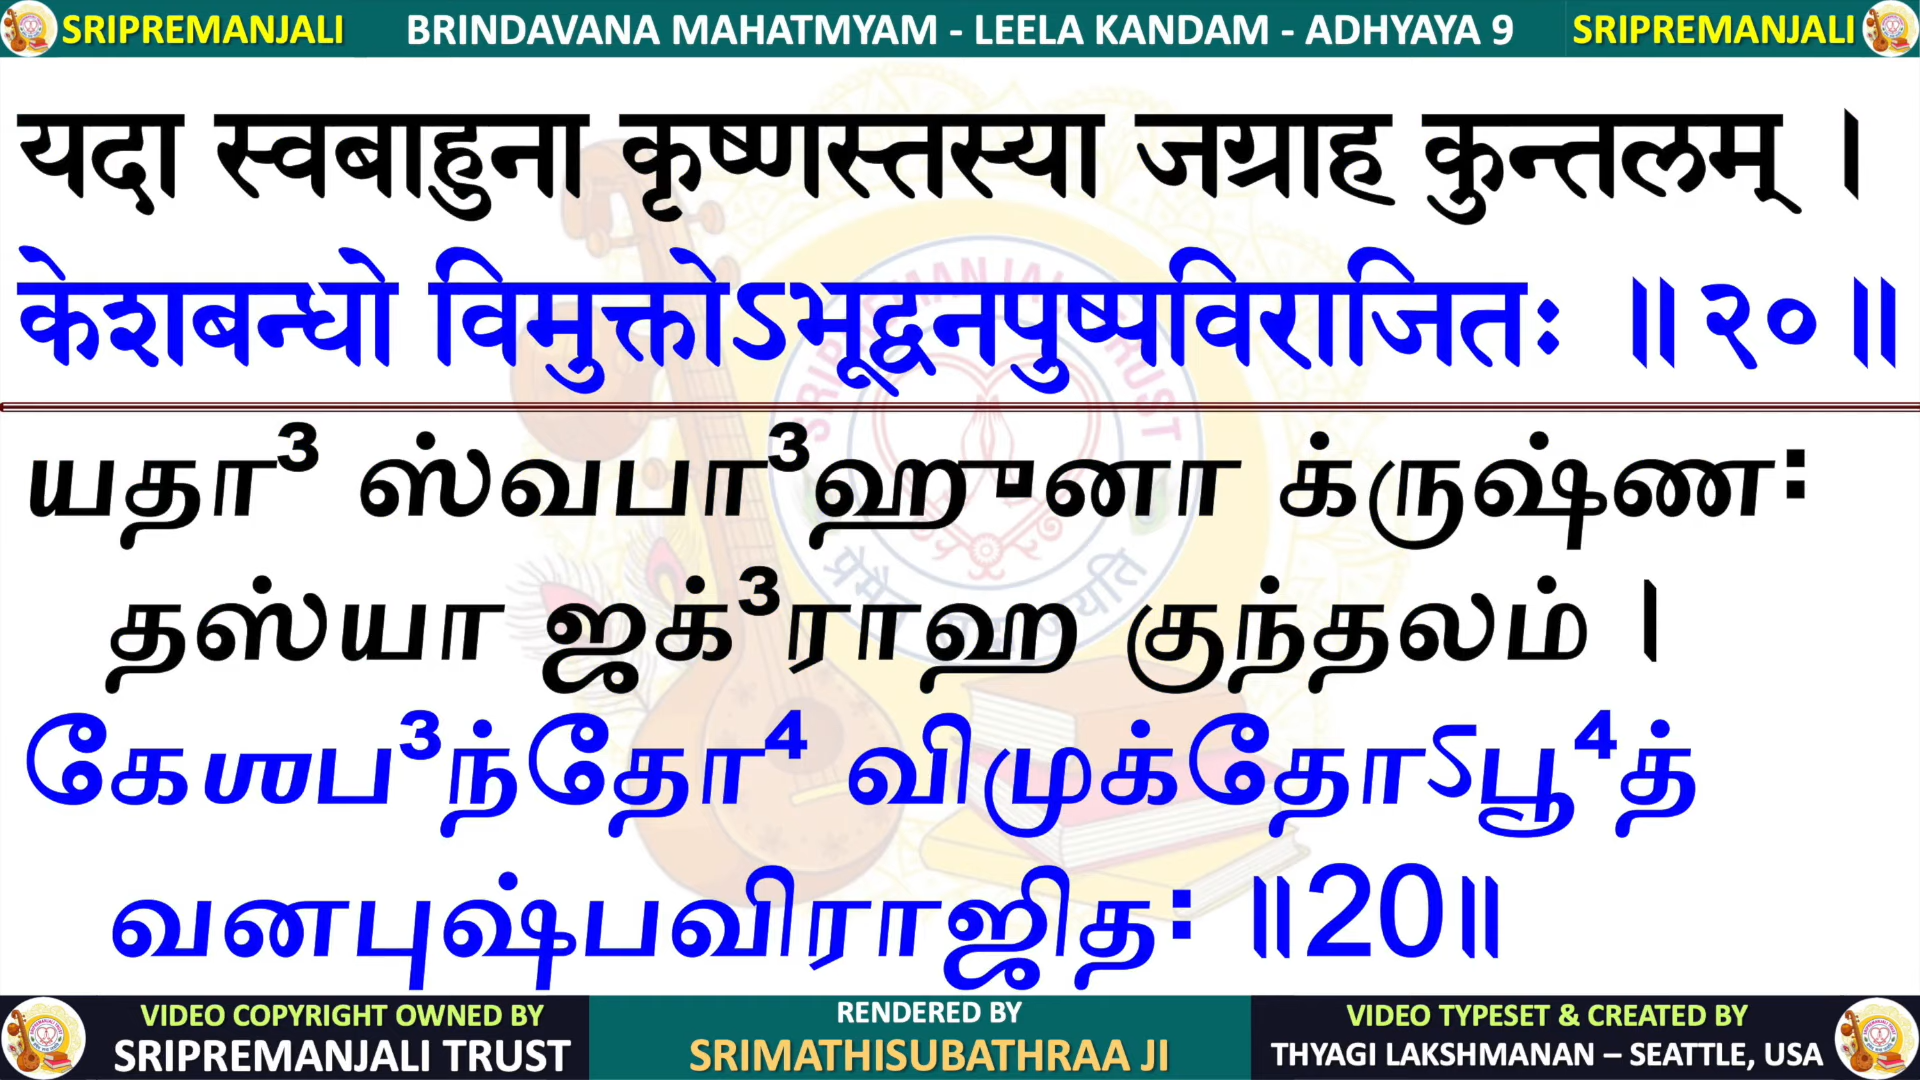 SRIPREMANJALI BRINDAVANA MAHATMYAM - LEELA KANDAM - ADHYAYA 9 SRIPREMANJALI
यदा स्वबाहुना कृष्णस्तस्या जग्राह कुन्तलम् ।
केशबन्धो विमुक्तोऽभूद्वनपुष्पविराजितः ॥२०॥
யதா³ ஸ்வபா³ஹுனா க்ருஷ்ண꞉
தஸ்யா ஜக்³ராஹ குந்தலம் ।
கேஶப³ந்தோ⁴ விமுக்தோऽபூ⁴த்
வனபுஷ்பவிராஜித꞉ ॥20॥
VIDEO COPYRIGHT OWNED BY
SRIPREMANJALI TRUST
RENDERED BY
SRIMATHISUBATHRAA JI
VIDEO TYPESET & CREATED BY
THYAGI LAKSHMANAN – SEATTLE, USA